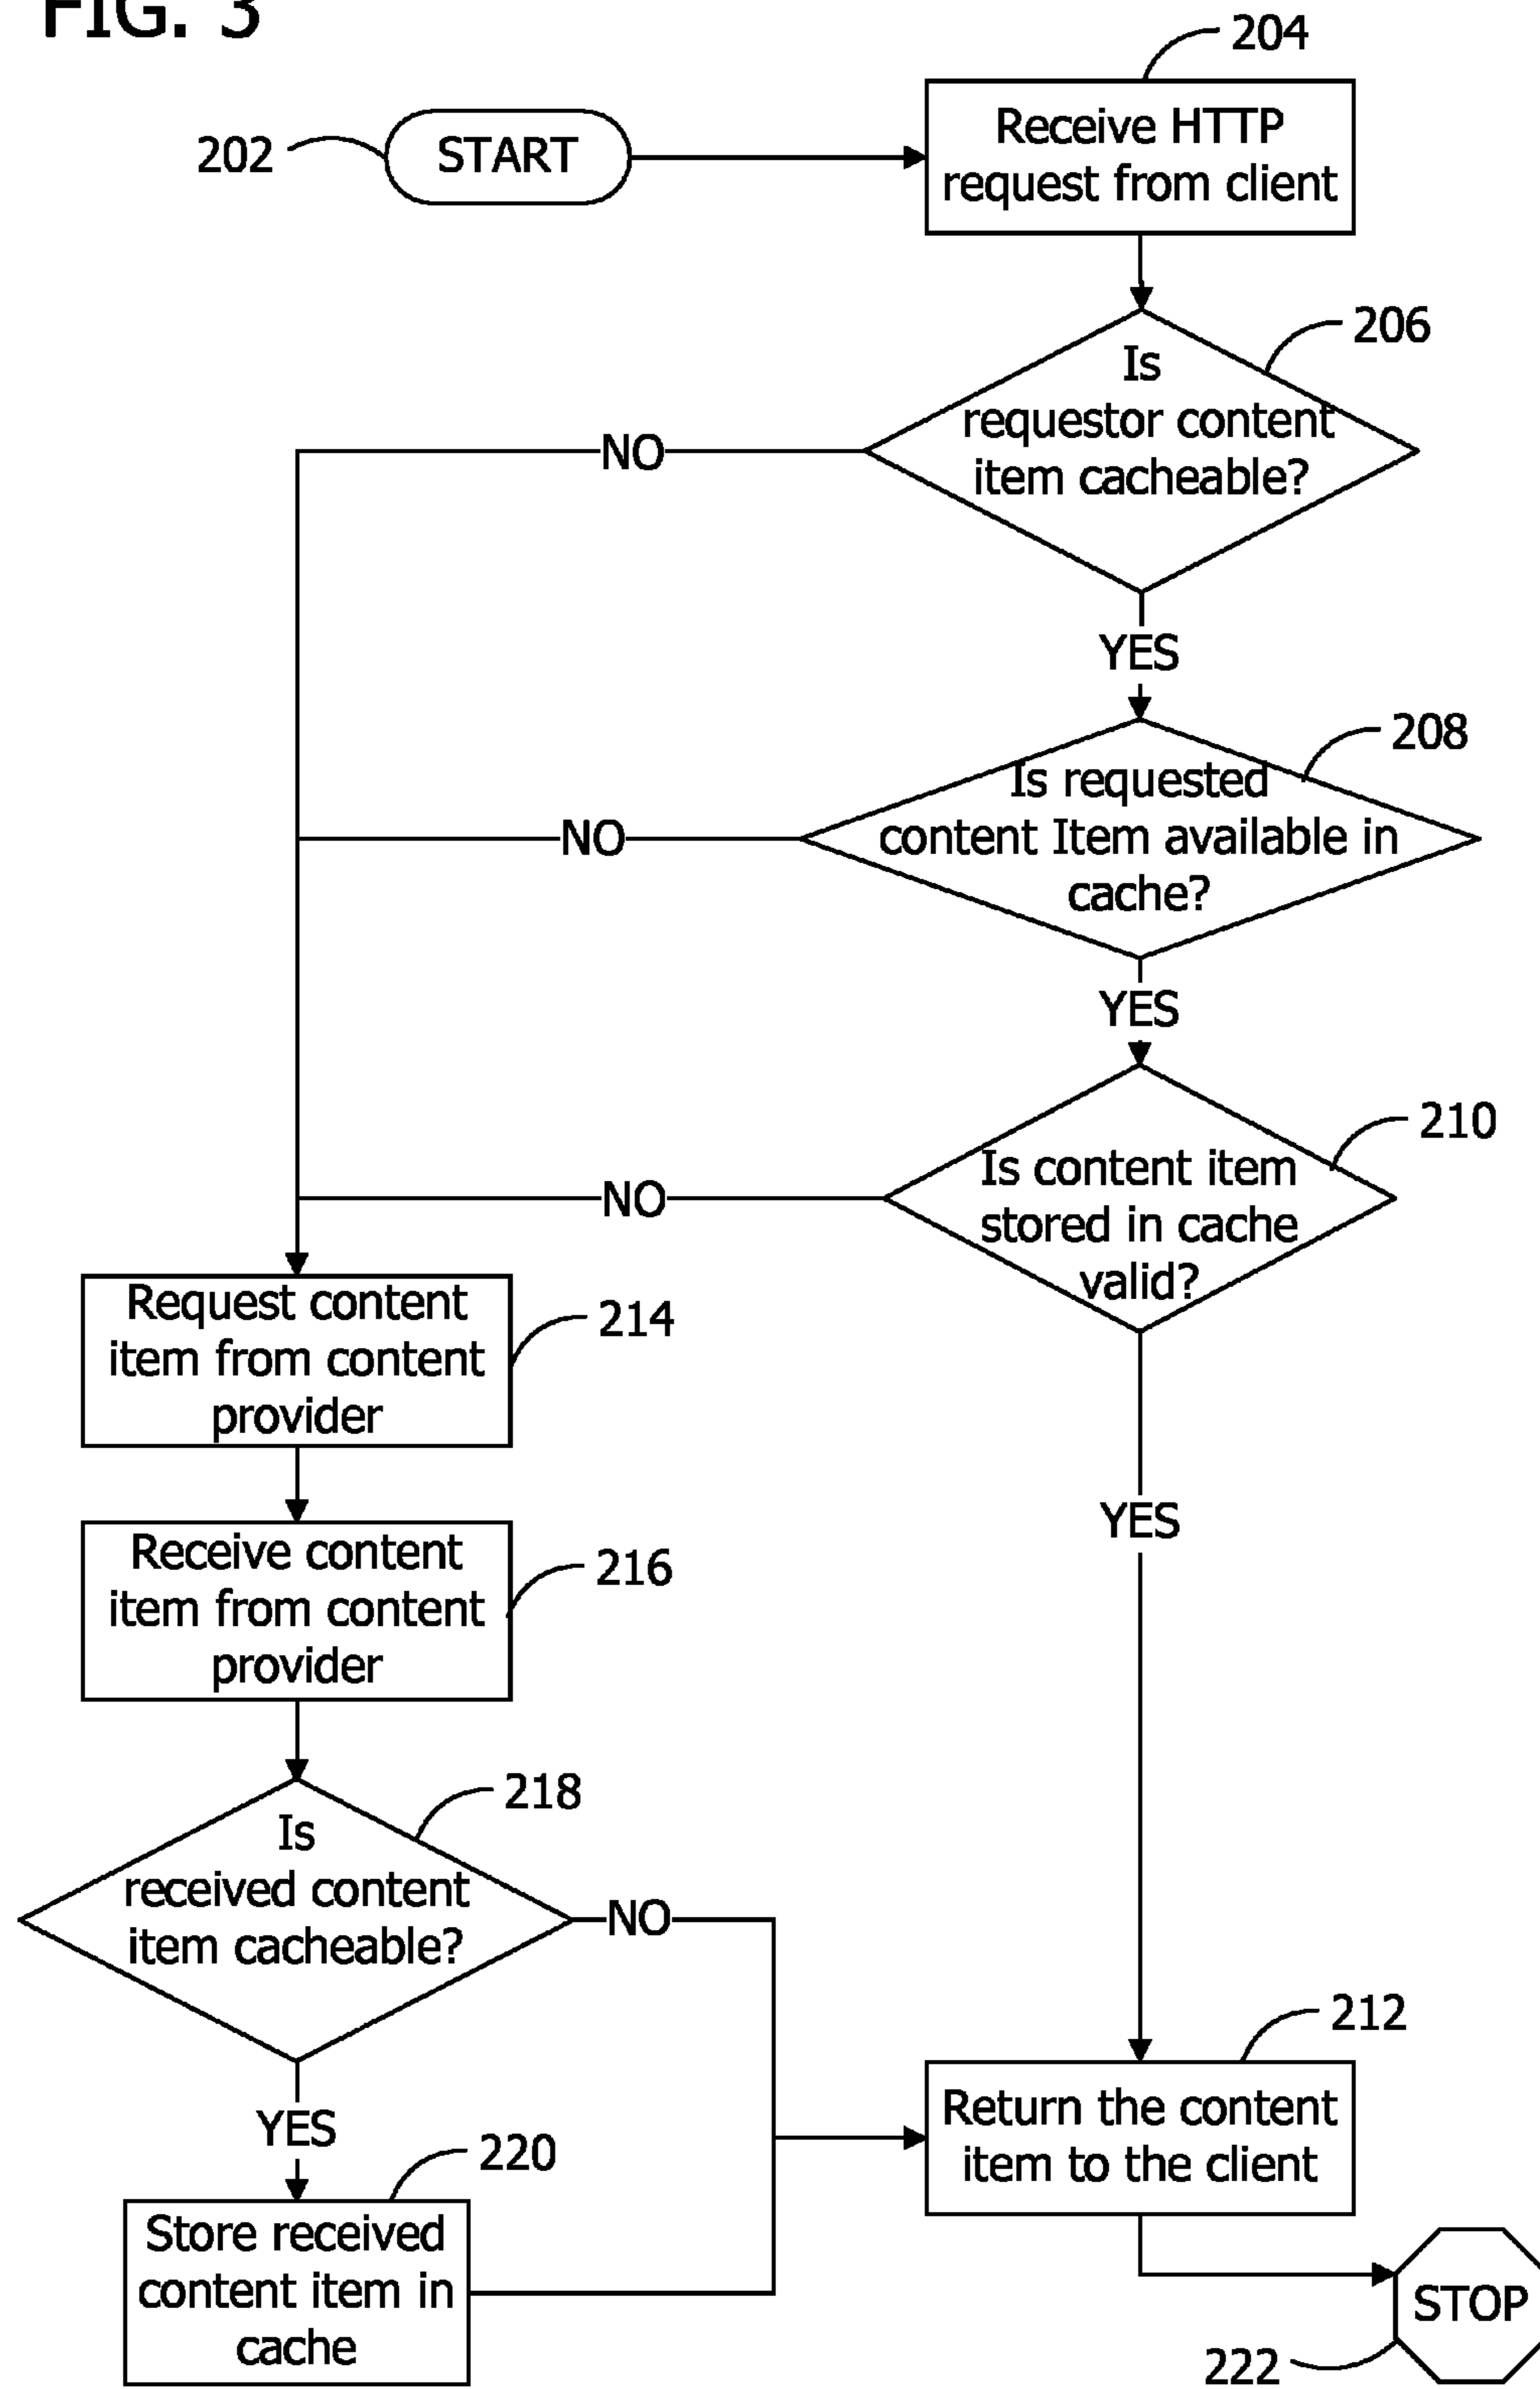 FIG. 3
204
202
START
Receive HTTP
request from client
206
Is
requestor content
item cacheable?
NO
YES
208
Is requested
content Item available in
cache?
NO
YES
210
Is content item
stored in cache
valid?
NO
Request content
item from content
provider
214
YES
Receive content
item from content
provider
216
218
Is
received content
item cacheable?
NO
212
Return the content
item to the client
YES
220
Store received
content item in
cache
STOP
222